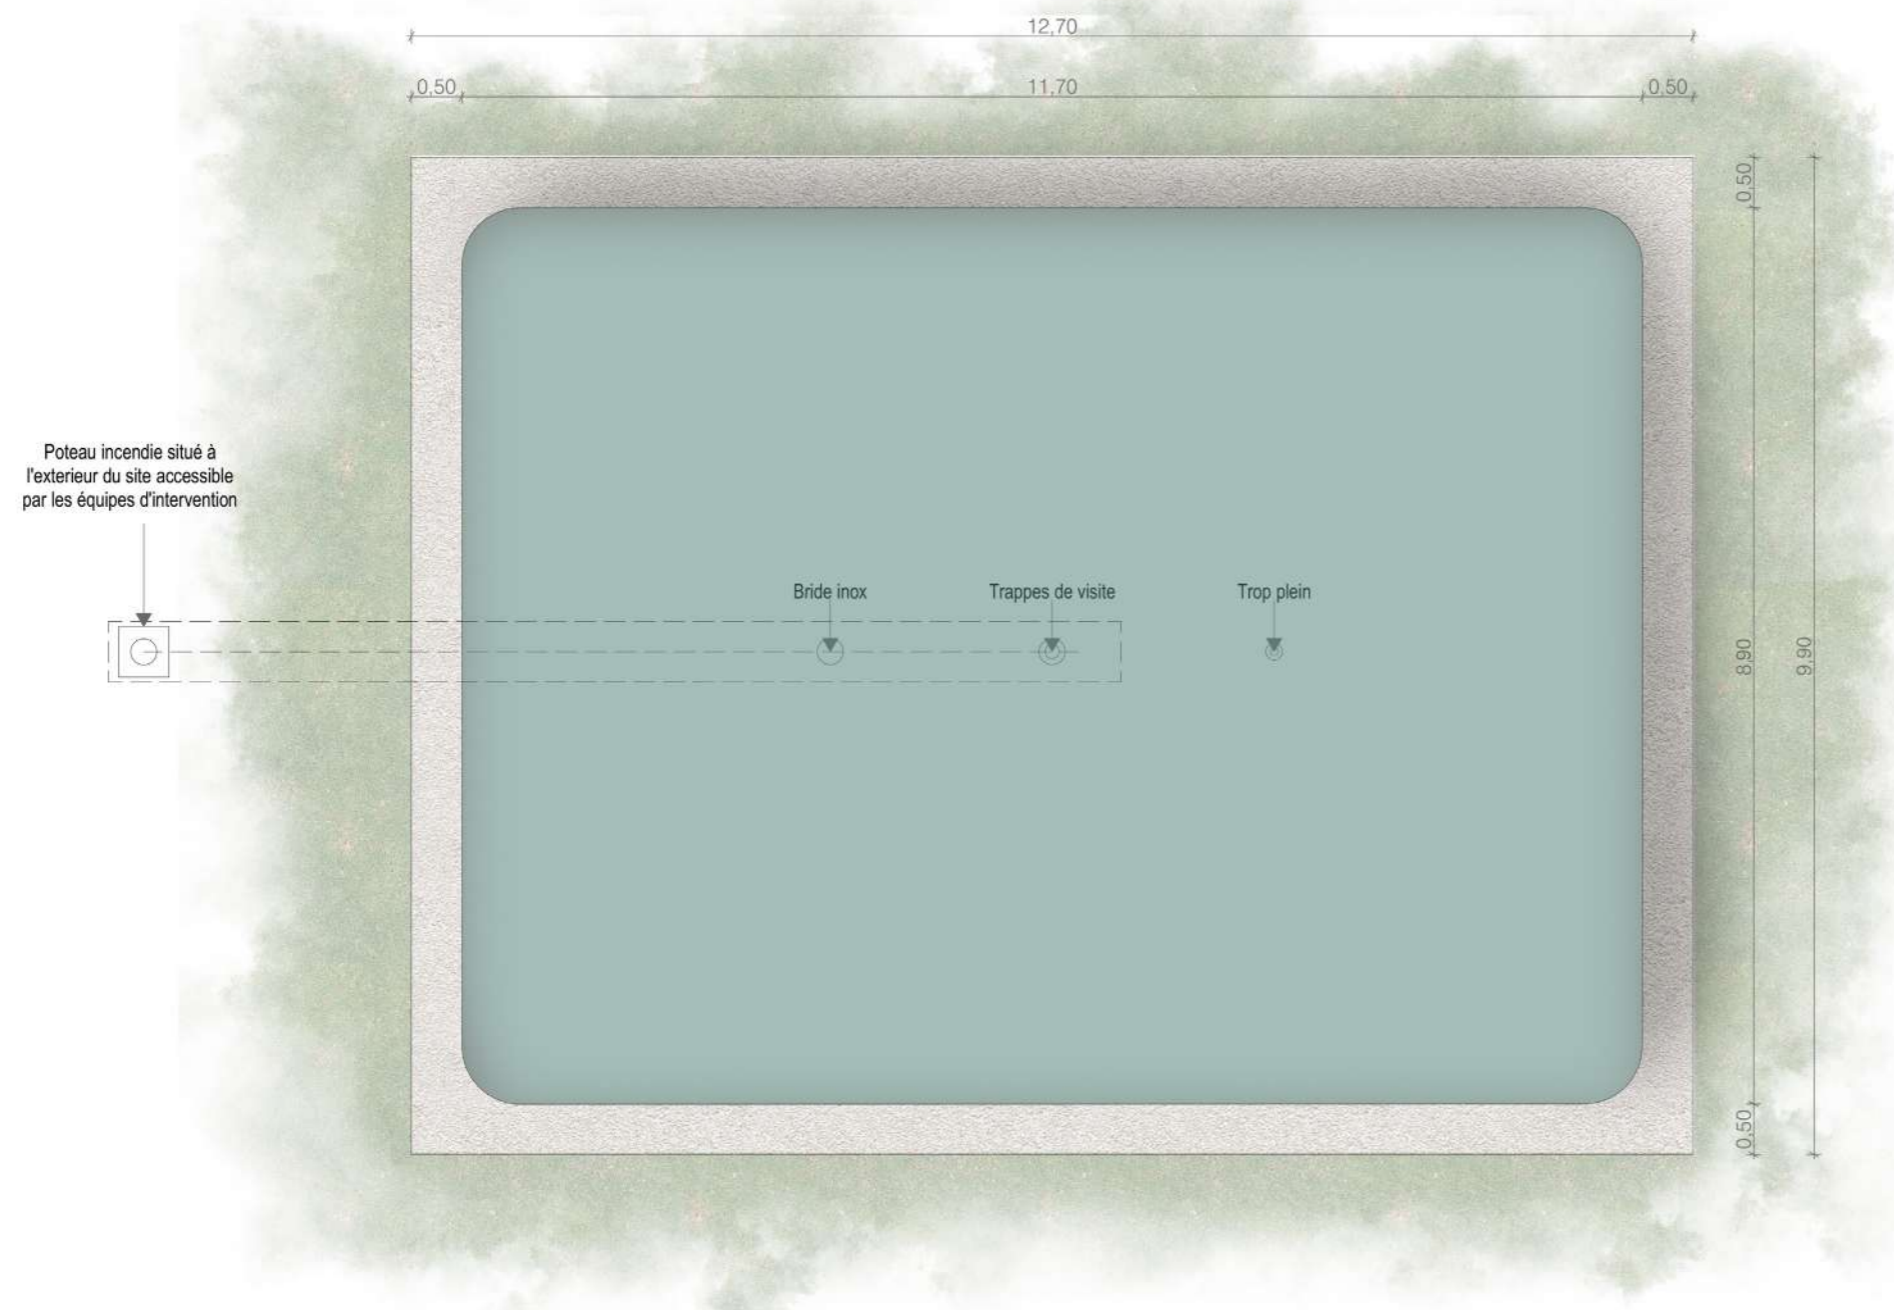 12,70
0,50
11,70
0,50
0,50
Poteau incendie situé à
l'exterieur du site accessible
par les équipes d'intervention
Bride inox
Trappes de visite
Trop plein
8,90
9,90
0,50